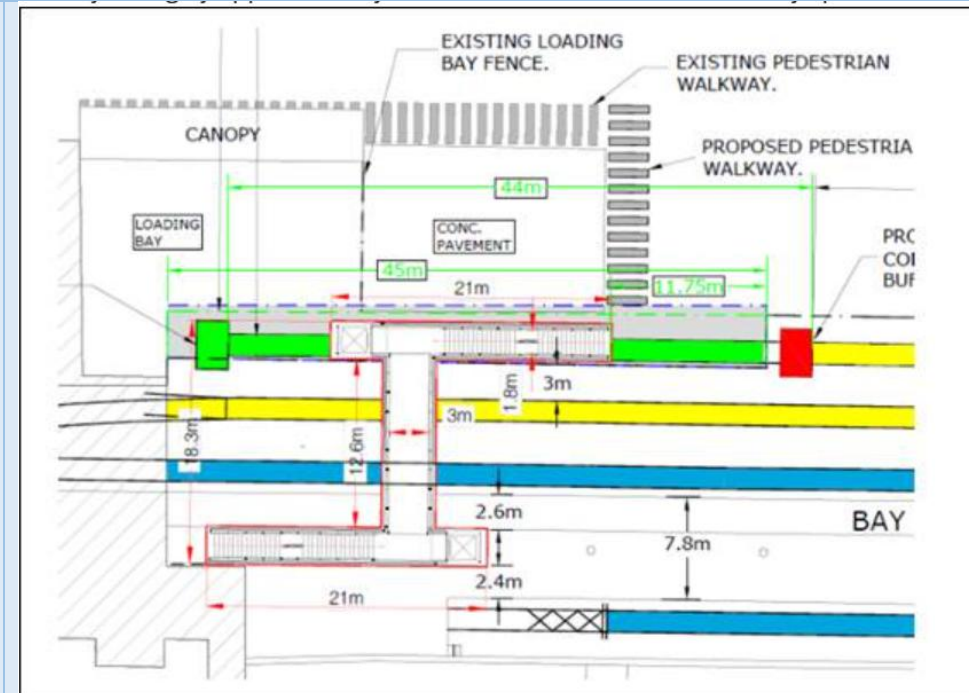 EXISTING LOADING
BAY FENCE.
EXISTING PEDESTRIAN
WALKWAY.
CANOPY
PROPOSED PEDESTRIA
WALKWAY.
44m
LOADING
BAY
CONC.
PAVEMENT
PRO
CO
BUF
45m
21m
11.75m
3m
1.8m
3m
18.3m
12.6m
2.6m
7.8m
BAY
2.4m
21m